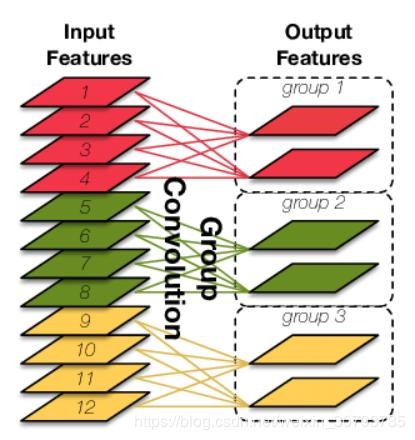 Input
Features
Output
Features
group 1
1
2
3
4
Group
Convolution
group 2
5
6
7
8
group 3
9
10
11
12